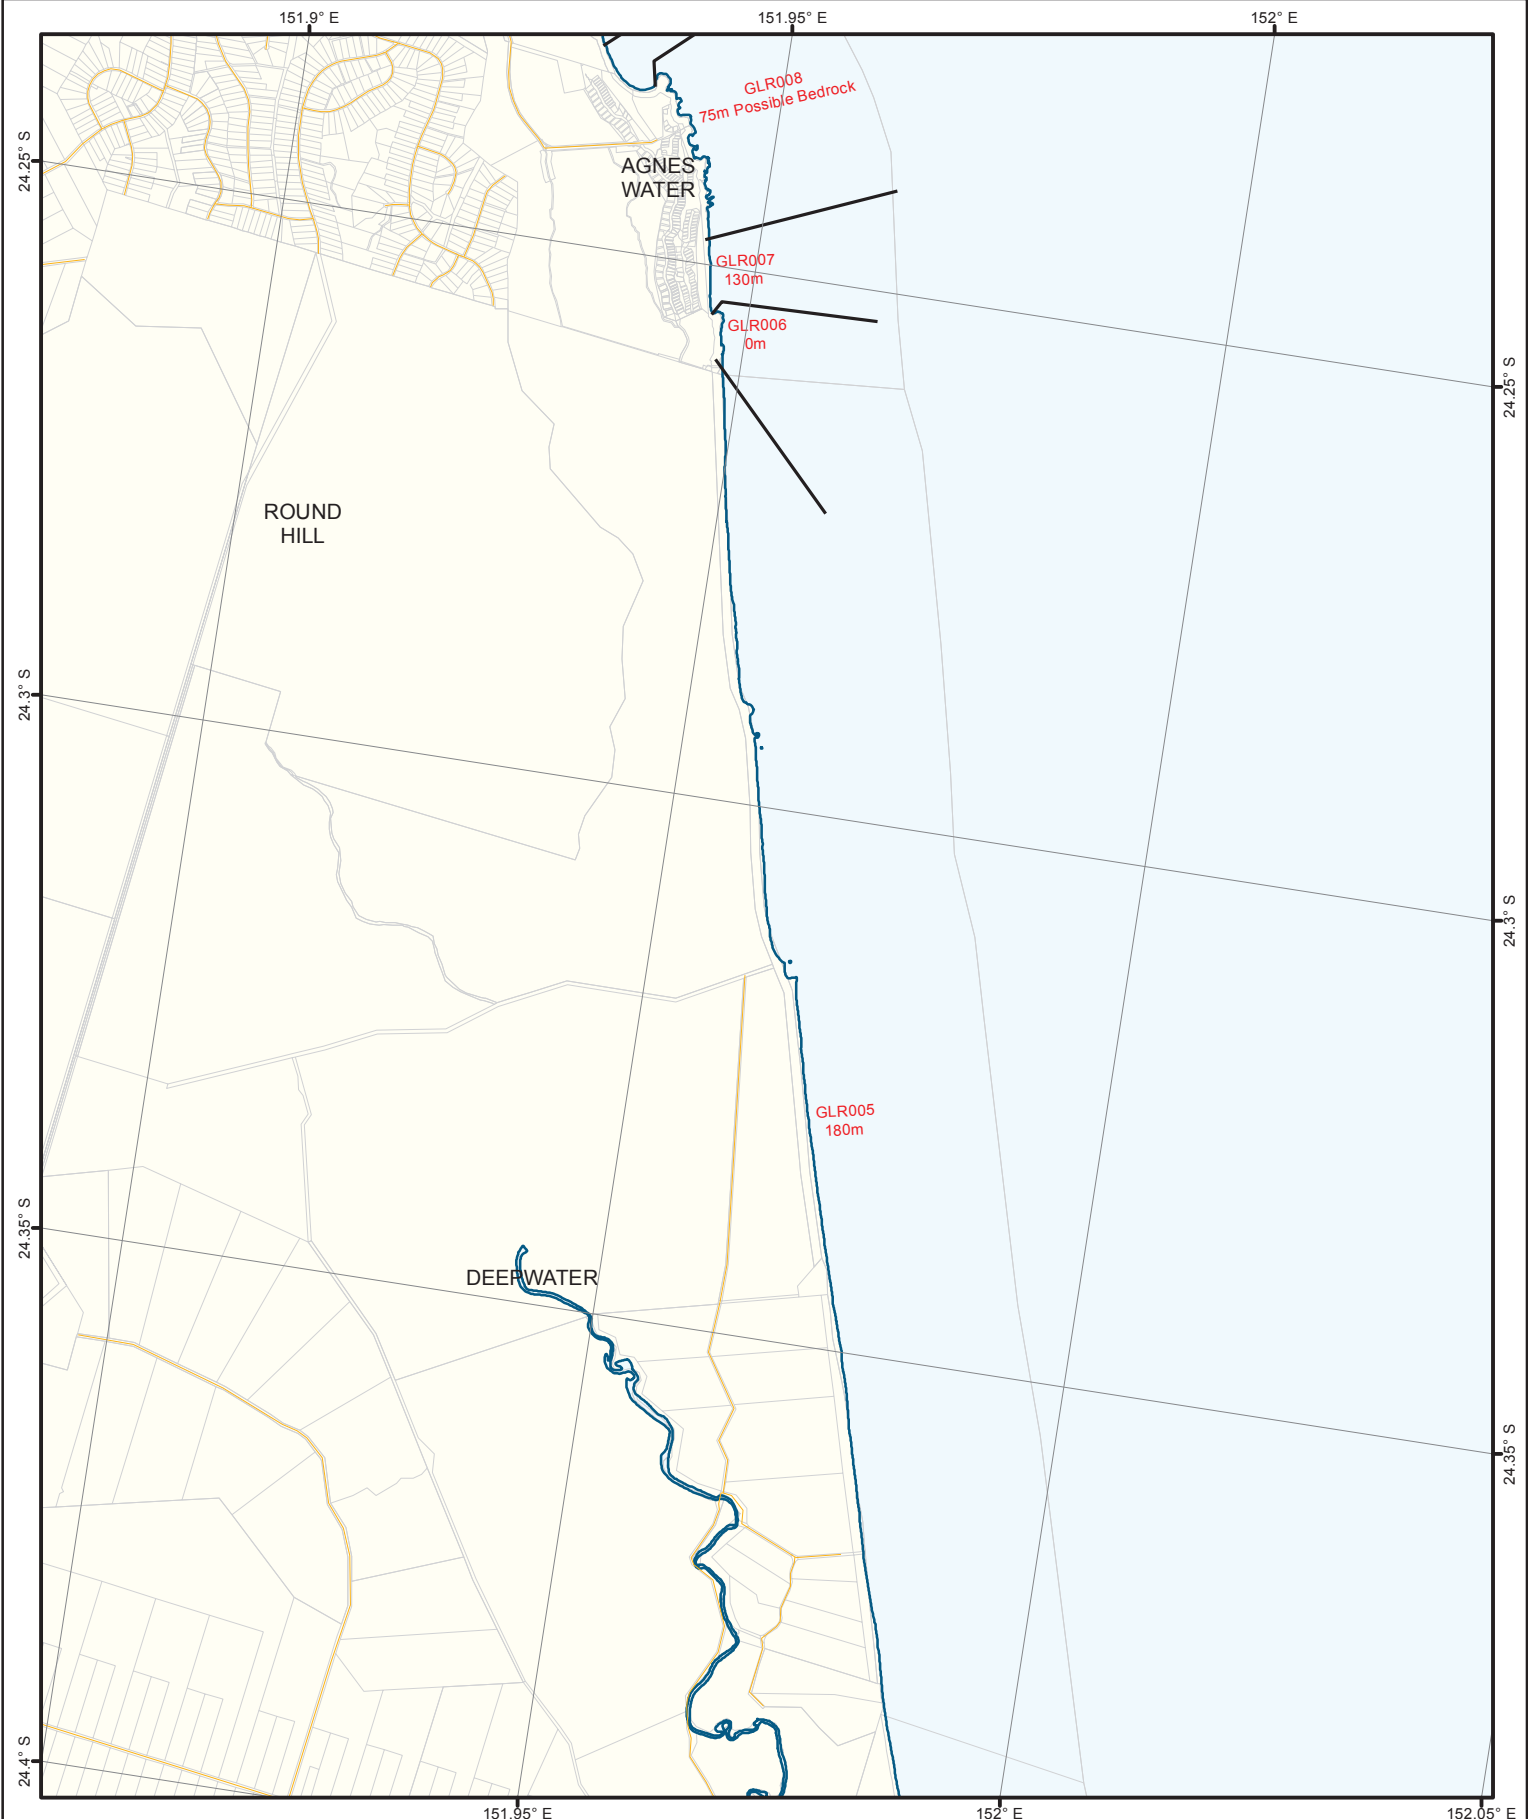 151.9° E
151.95° E
152° E
GLR008
75m Possible Bedrock
24.25° S
AGNES
WATER
GLR007
130m
GLR006
0m
24.25° S
ROUND
HILL
24.3° S
24.3° S
GLR005
180m
24.35° S
DEEPWATER
24.35° S
24.4° S
151.95° E
152° E
152.05° E